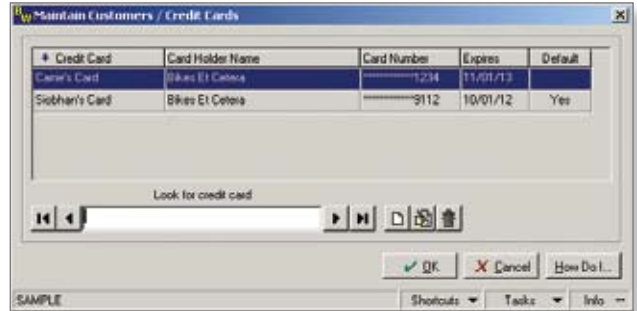 BW Maintain Customers / Credit Cards
Credit Card Card Holder Name Card Number Expires Default
Carrie's Card Bikes Et Cetera ************1234 11/01/13
Siobhan's Card Bikes Et Cetera ************9112 10/01/12 Yes
Look for credit card
OK Cancel How Do I...
SAMPLE Shortcuts Tasks Info